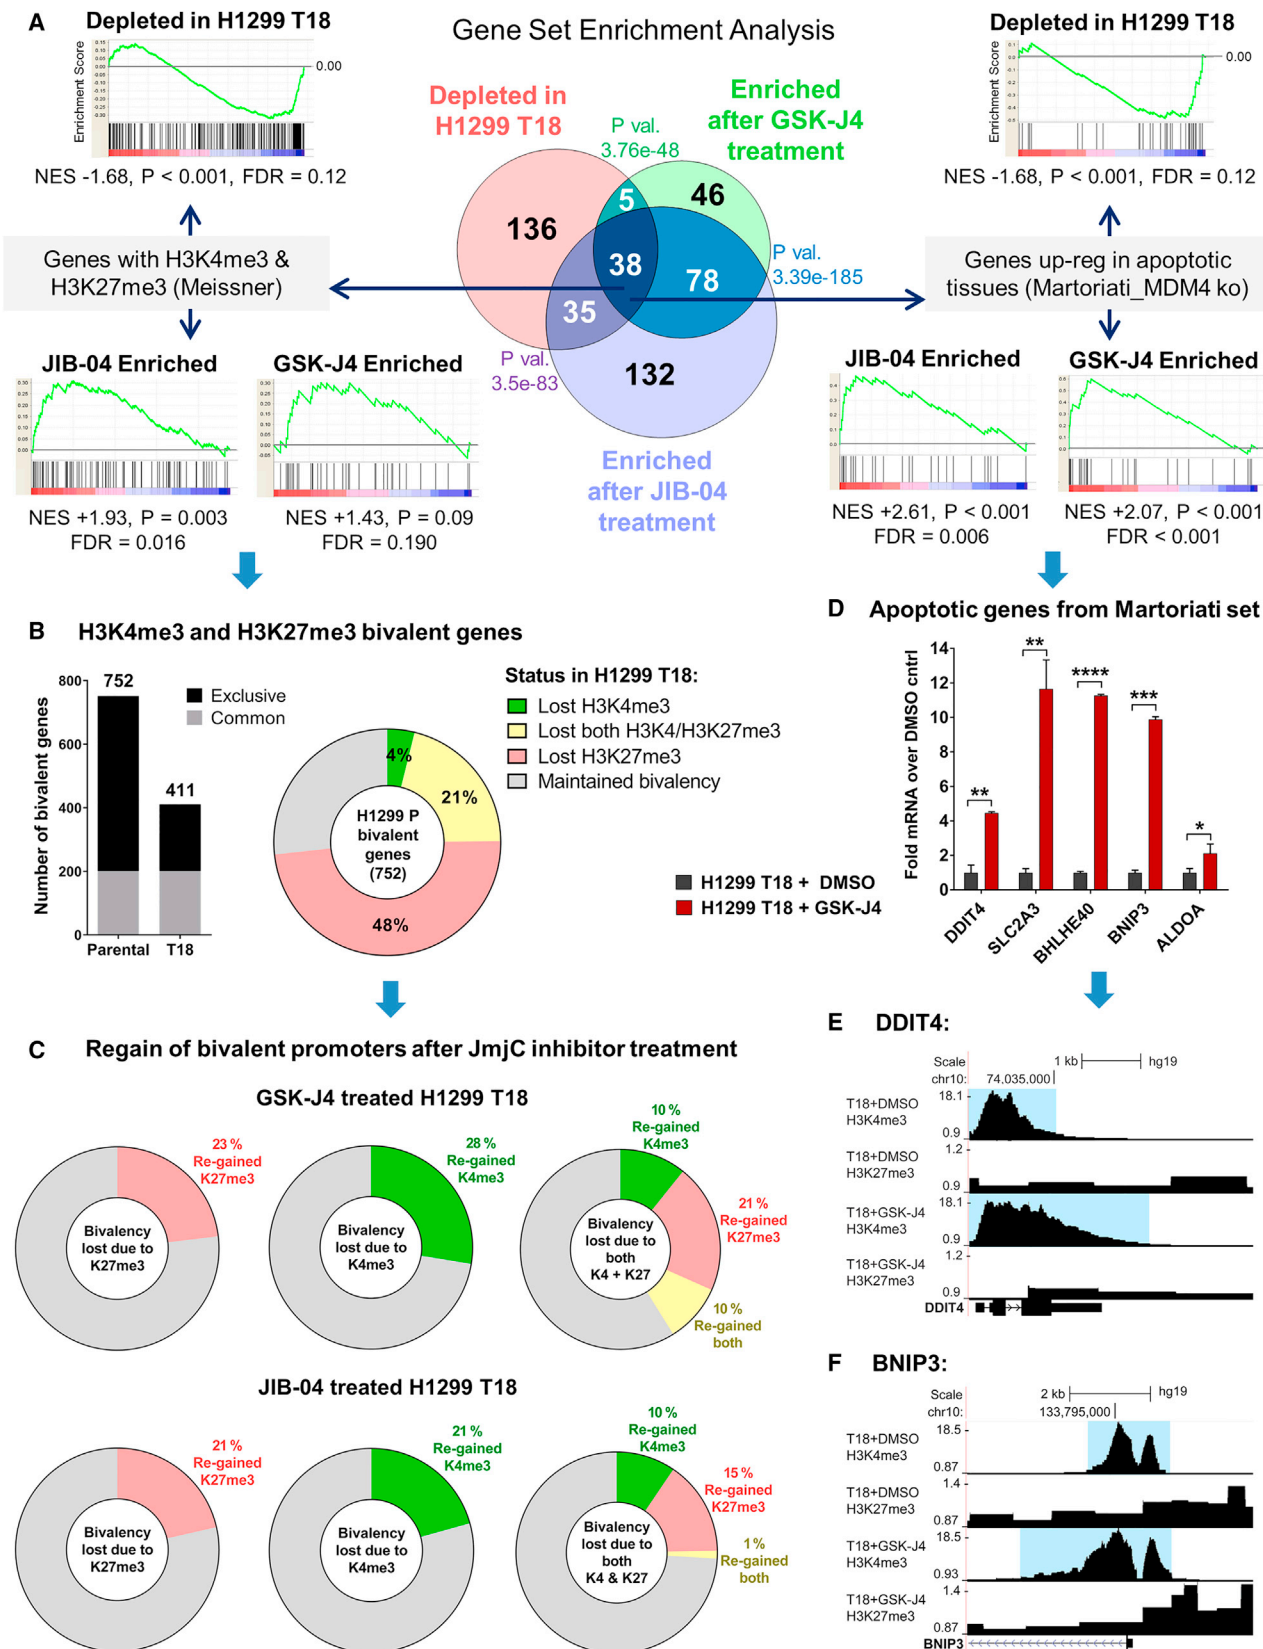 A
Depleted in H1299 T18
Enrichment Score
0.00
NES -1.68, P < 0.001, FDR = 0.12
Genes with H3K4me3 &
H3K27me3 (Meissner)
JIB-04 Enriched
NES +1.93, P = 0.003
FDR = 0.016
GSK-J4 Enriched
NES +1.43, P = 0.09
FDR = 0.190
Gene Set Enrichment Analysis
Depleted in
H1299 T18
P val.
3.76e-48
Enriched
after GSK-J4
treatment
136
5
46
38
78
35
132
P val.
3.39e-185
P val.
3.5e-83
Enriched
after JIB-04
treatment
Depleted in H1299 T18
Enrichment Score
0.00
NES -1.68, P < 0.001, FDR = 0.12
Genes up-reg in apoptotic
tissues (Martoriati_MDM4 ko)
JIB-04 Enriched
NES +2.61, P < 0.001
FDR = 0.006
GSK-J4 Enriched
NES +2.07, P < 0.001
FDR < 0.001
B H3K4me3 and H3K27me3 bivalent genes
Number of bivalent genes
800
600
400
200
0
752
411
Parental
T18
Exclusive
Common
Status in H1299 T18:
Lost H3K4me3
Lost both H3K4/H3K27me3
Lost H3K27me3
Maintained bivalency
4%
21%
48%
H1299 P
bivalent
genes
(752)
C Regain of bivalent promoters after JmjC inhibitor treatment
GSK-J4 treated H1299 T18
23 %
Re-gained
K27me3
Bivalency
lost due to
K27me3
28 %
Re-gained
K4me3
Bivalency
lost due to
K4me3
10 %
Re-gained
K4me3
21 %
Re-gained
K27me3
10 %
Re-gained
both
Bivalency
lost due to
both
K4 + K27
JIB-04 treated H1299 T18
21 %
Re-gained
K27me3
Bivalency
lost due to
K27me3
21 %
Re-gained
K4me3
Bivalency
lost due to
K4me3
10 %
Re-gained
K4me3
15 %
Re-gained
K27me3
1 %
Re-gained
both
Bivalency
lost due to
both
K4 & K27
D Apoptotic genes from Martoriati set
Fold mRNA over DMSO cntrl
14
12
10
8
6
4
2
0
**
**
****
***
*
DDIT4
SLC2A3
BHLHE40
BNIP3
ALDOA
H1299 T18 + DMSO
H1299 T18 + GSK-J4
E DDIT4:
Scale
1 kb
hg19
chr10:
74,035,000
T18+DMSO
H3K4me3
18.1
0.9
T18+DMSO
H3K27me3
1.2
0.9
T18+GSK-J4
H3K4me3
18.1
0.9
T18+GSK-J4
H3K27me3
1.2
0.9
DDIT4
F BNIP3:
Scale
2 kb
hg19
chr10:
133,795,000
T18+DMSO
H3K4me3
18.5
0.87
T18+DMSO
H3K27me3
1.4
0.87
T18+GSK-J4
H3K4me3
18.5
0.93
T18+GSK-J4
H3K27me3
1.4
0.87
BNIP3